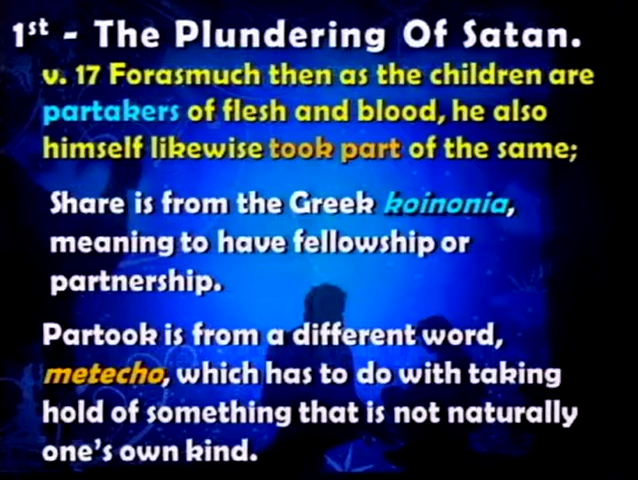 1st - The Plundering Of Satan.
v. 17 Forasmuch then as the children are
partakers of flesh and blood, he also
himself likewise took part of the same;
Share is from the Greek koinonia,
meaning to have fellowship or
partnership.
Partook is from a different word,
metecho, which has to do with taking
hold of something that is not naturally
one's own kind.